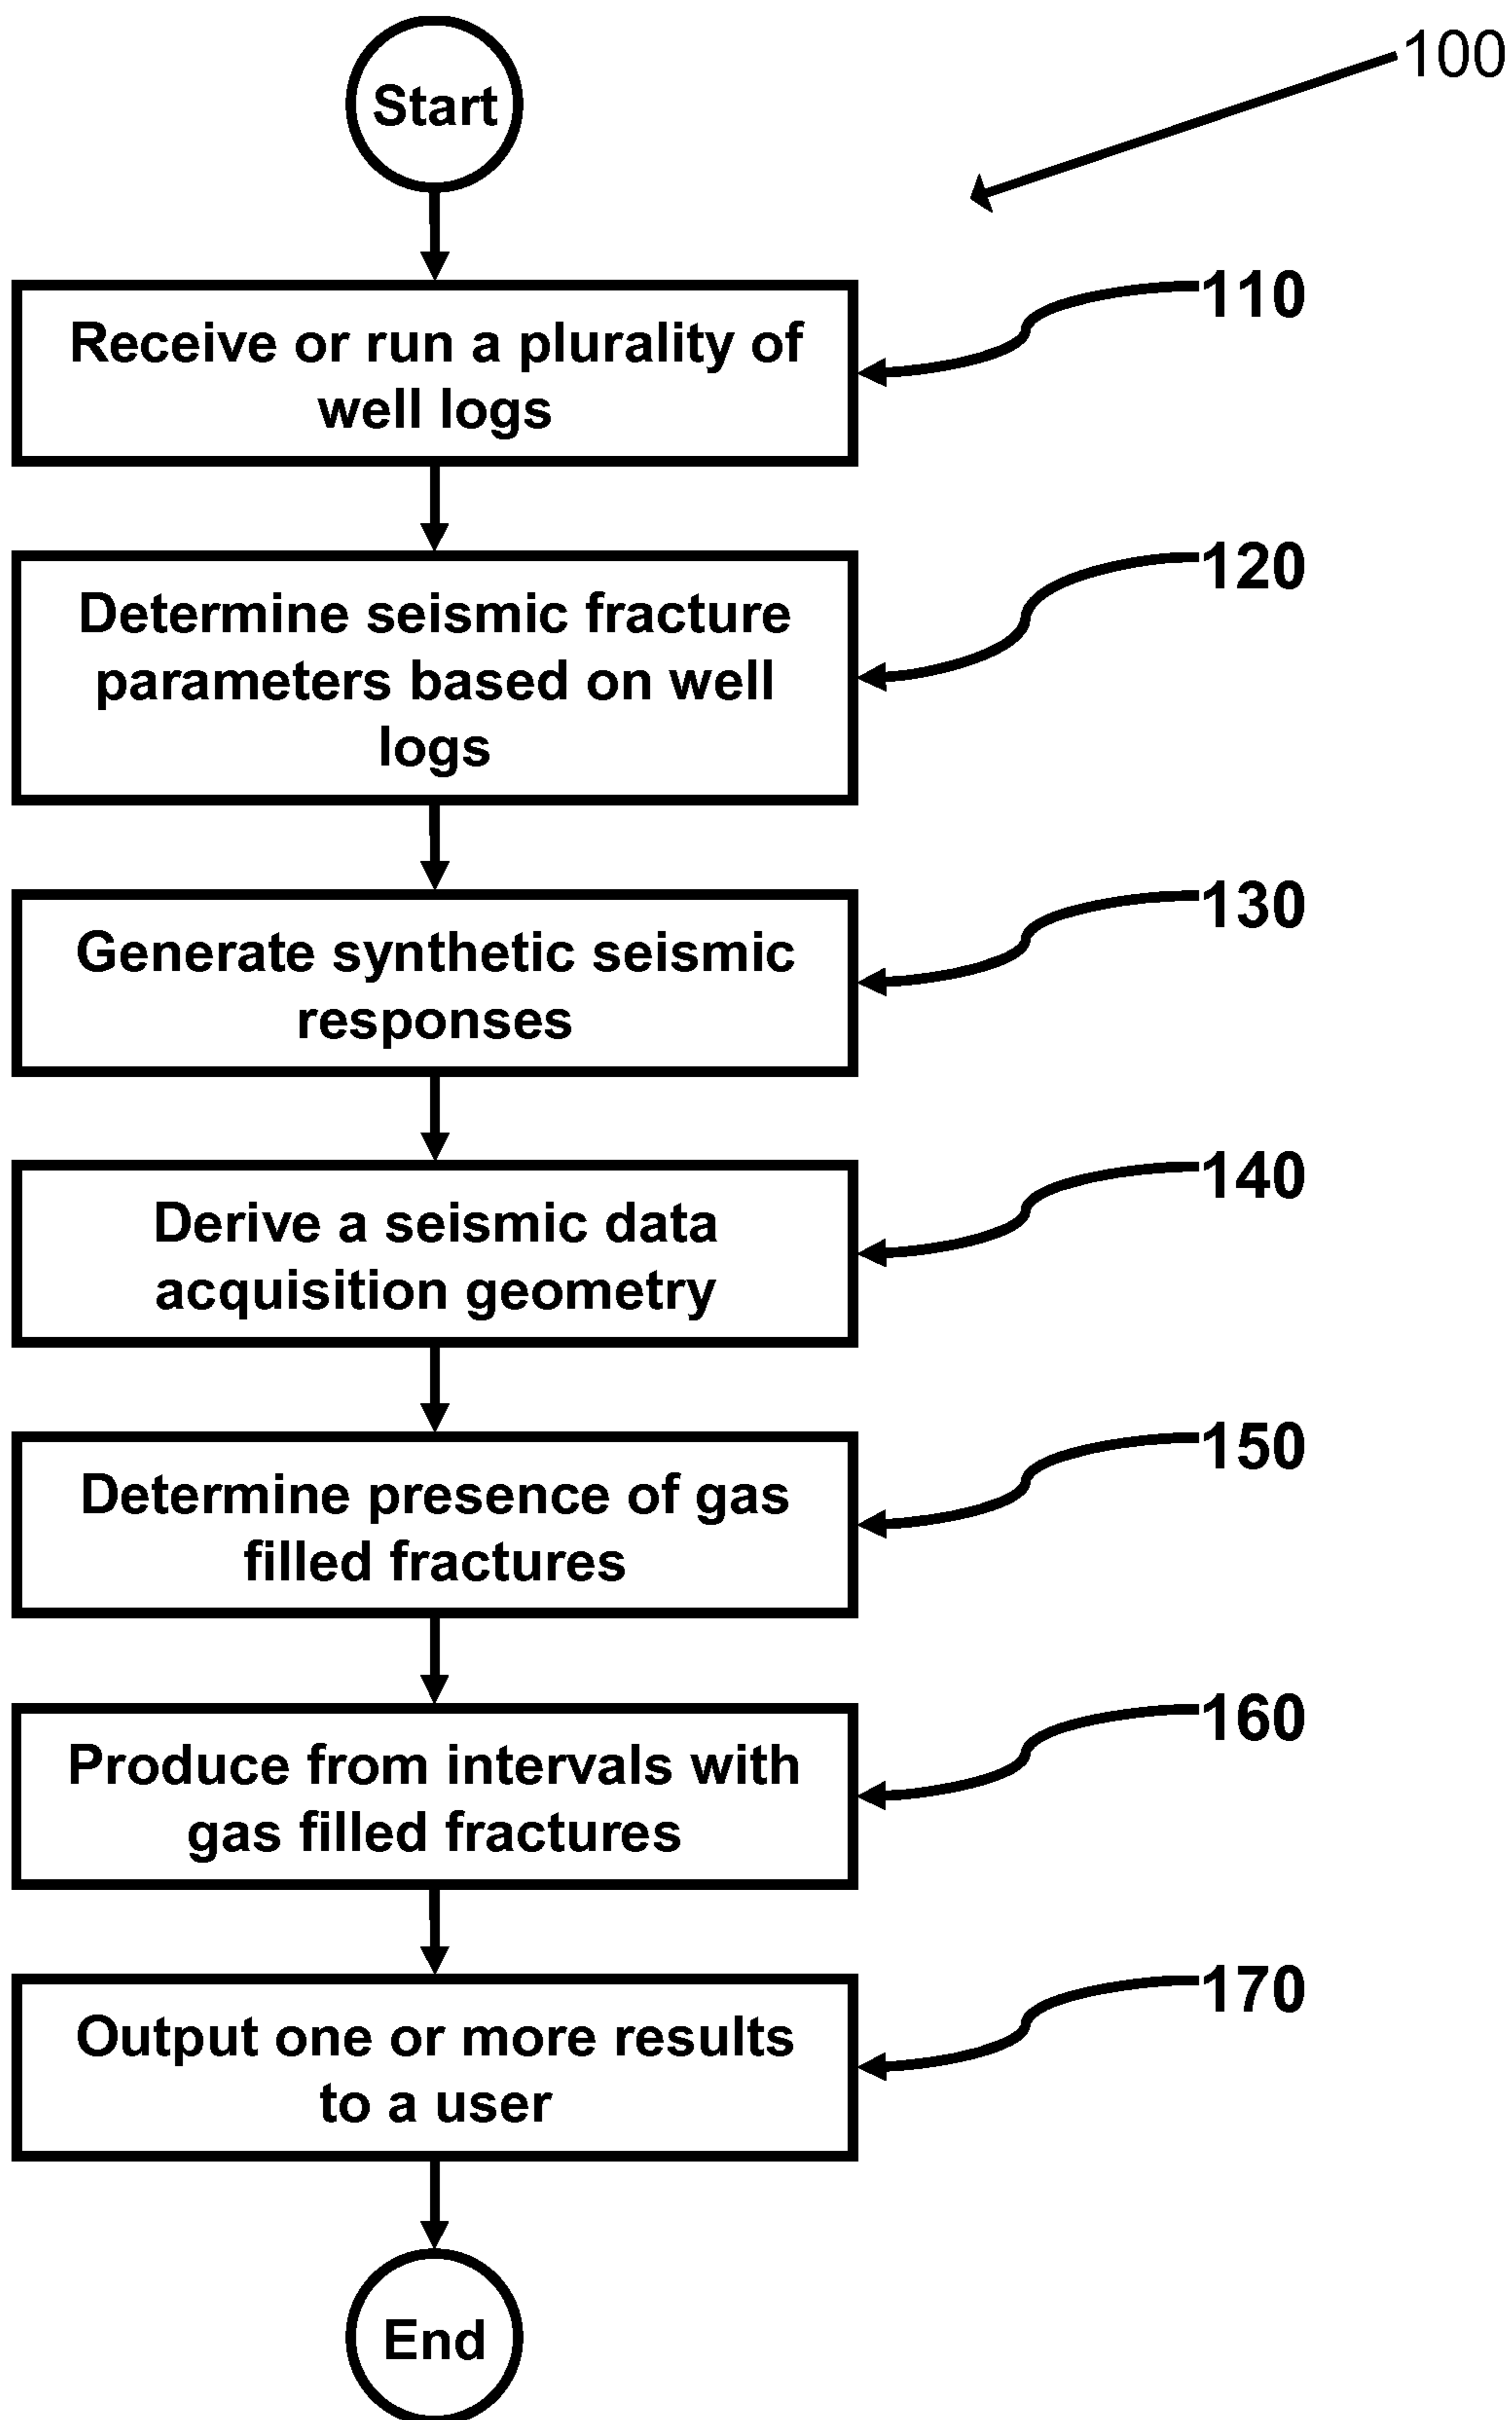 Start
100
Receive or run a plurality of
well logs
110
Determine seismic fracture
parameters based on well
logs
120
Generate synthetic seismic
responses
130
Derive a seismic data
acquisition geometry
140
Determine presence of gas
filled fractures
150
Produce from intervals with
gas filled fractures
160
Output one or more results
to a user
170
End